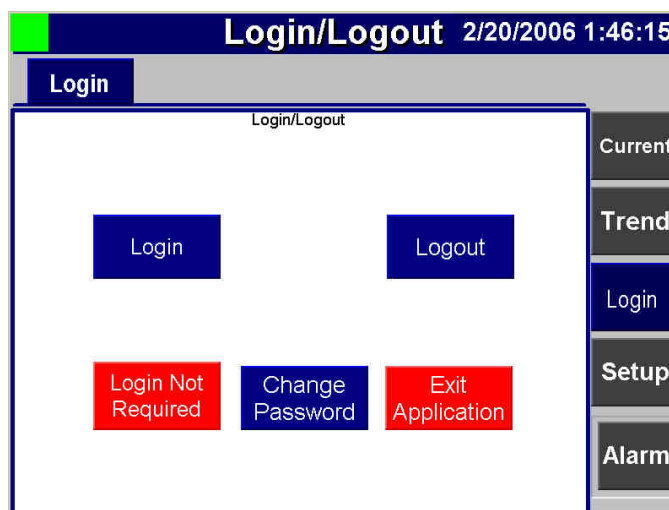 Login/Logout 2/20/2006 1:46:15
Login
Login/Logout
Current
Trend
Login Logout
Login
Setup
Login Not
Required
Change
Password
Exit
Application
Alarm